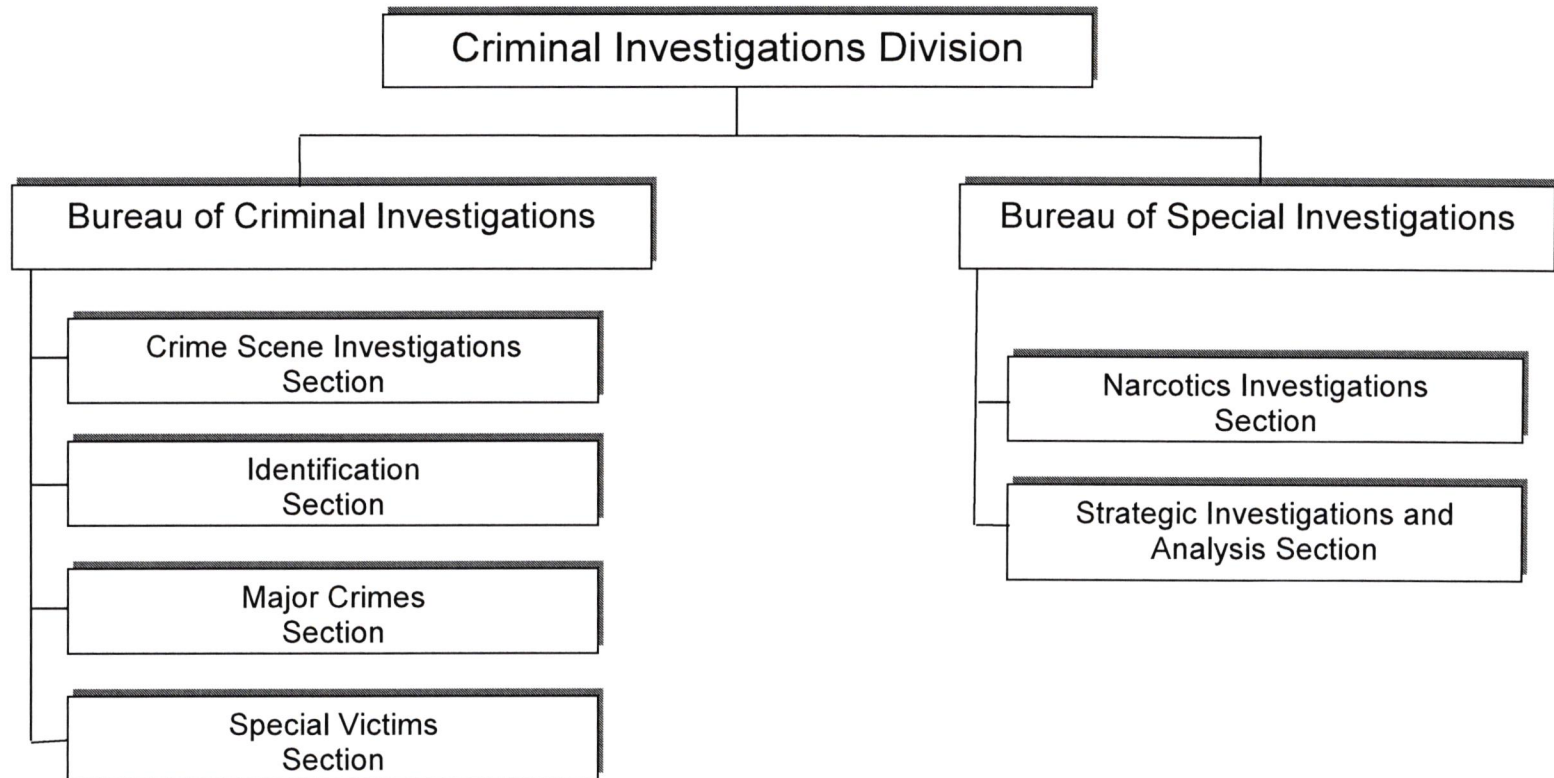 Criminal Investigations Division
Bureau of Criminal Investigations
Crime Scene Investigations
Section
Identification
Section
Major Crimes
Section
Special Victims
Section
Bureau of Special Investigations
Narcotics Investigations
Section
Strategic Investigations and
Analysis Section